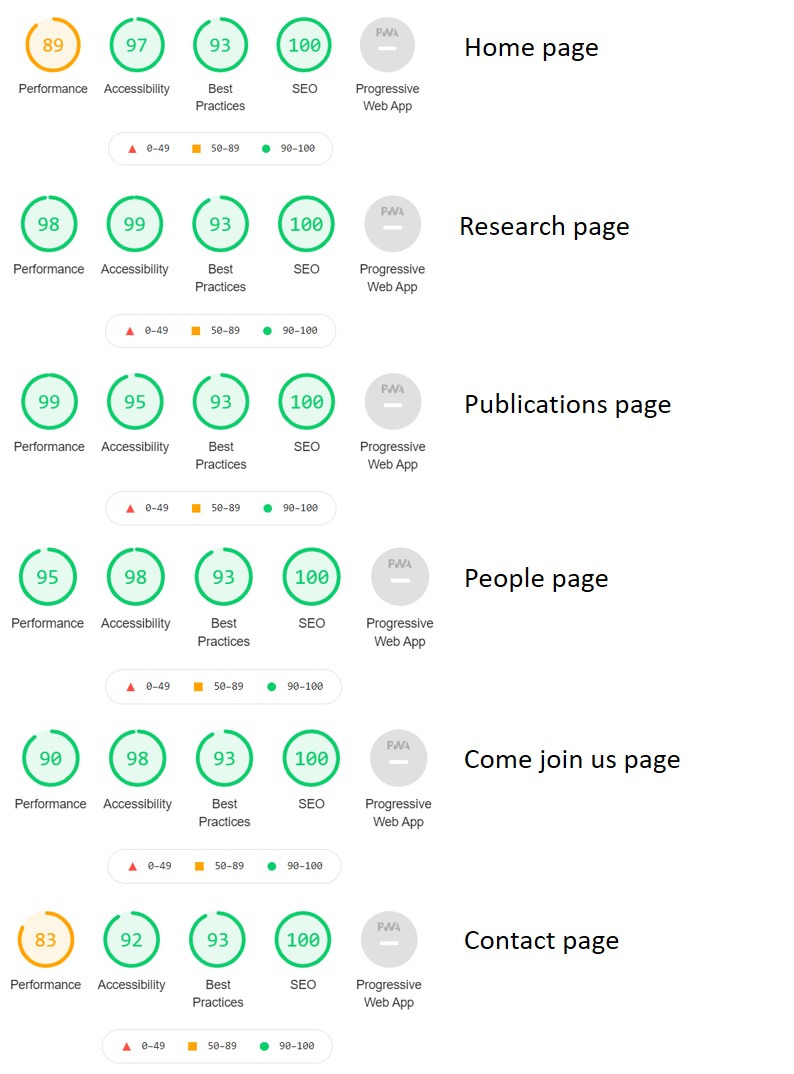 89 97 93 100 PWA Home page
Performance Accessibility Best SEO Progressive
Practices Web App
0–49 50–89 90–100
98 99 93 100 PWA Research page
Performance Accessibility Best SEO Progressive
Practices Web App
0–49 50–89 90–100
99 95 93 100 PWA Publications page
Performance Accessibility Best SEO Progressive
Practices Web App
0–49 50–89 90–100
95 98 93 100 PWA People page
Performance Accessibility Best SEO Progressive
Practices Web App
0–49 50–89 90–100
90 98 93 100 PWA Come join us page
Performance Accessibility Best SEO Progressive
Practices Web App
0–49 50–89 90–100
83 92 93 100 PWA Contact page
Performance Accessibility Best SEO Progressive
Practices Web App
0–49 50–89 90–100